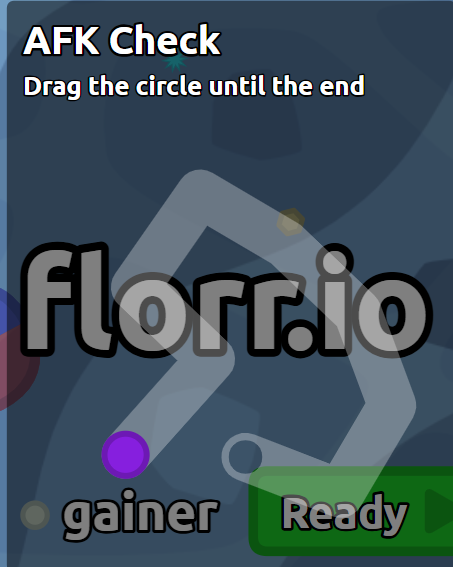 AFK Check
Drag the circle until the end
florr.io
gainer
Ready